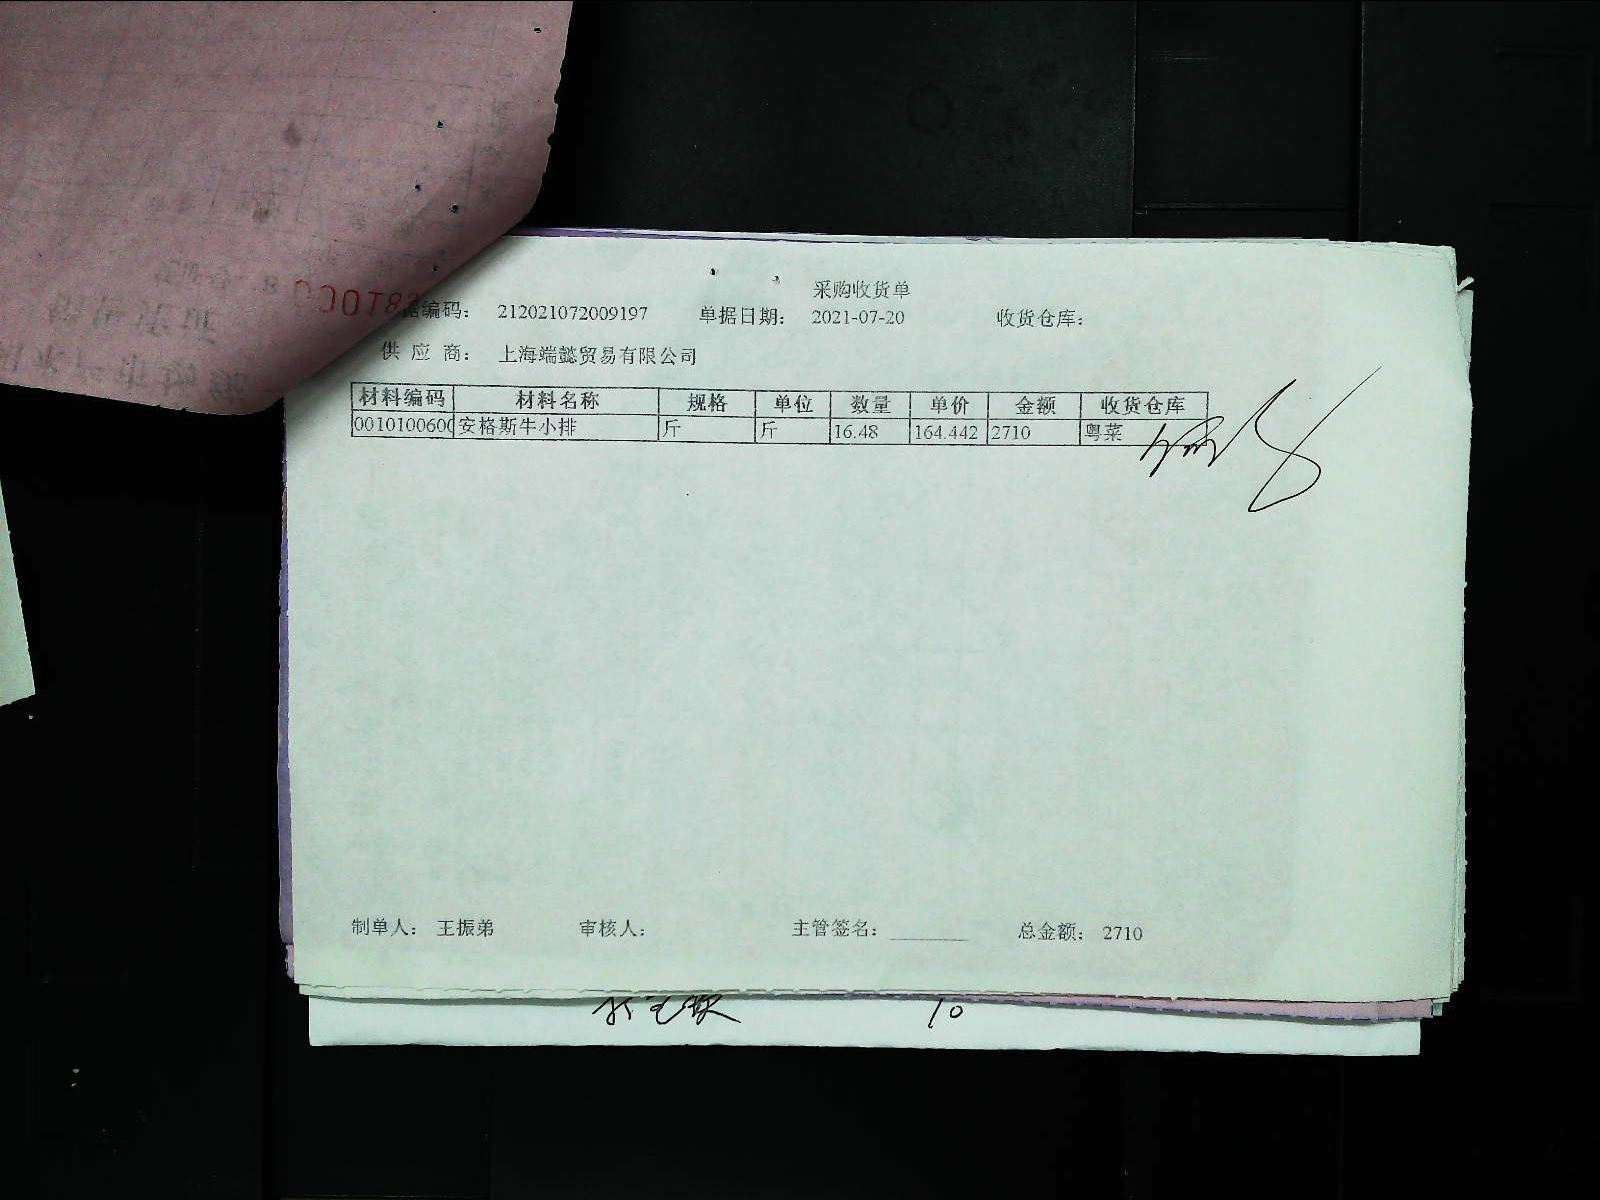 采购收货单
据编码： 212021072009197 单据日期： 2021-07-20 收货仓库：
供应商： 上海端懿贸易有限公司
材料编码 材料名称 规格 单位 数量 单价 金额 收货仓库
0010100600 安格斯牛小排 斤 斤 16.48 164.442 2710 粤菜
制单人： 王振弟 审核人： 主管签名： 总金额： 2710
10